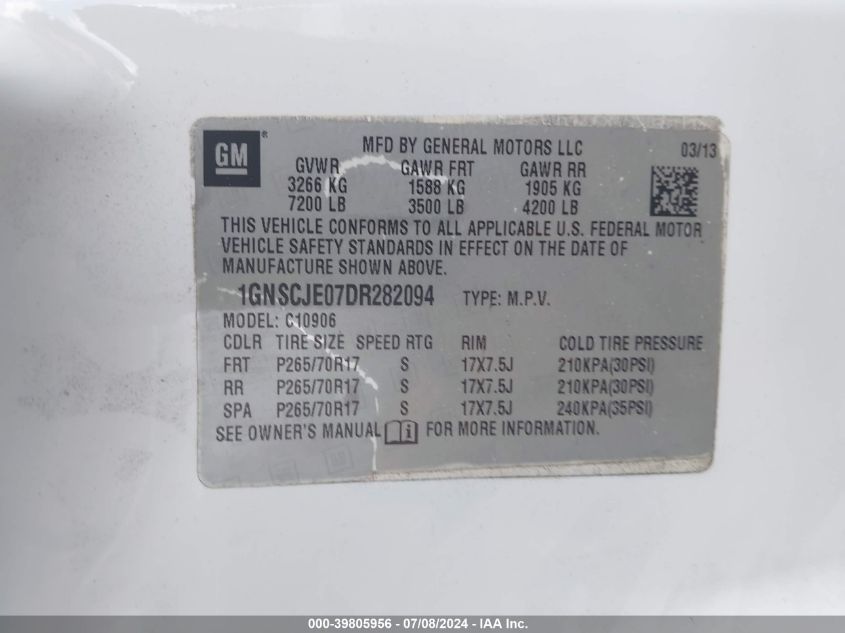 GM®
MFD BY GENERAL MOTORS LLC 03/13
GVWR GAWR FRT GAWR RR
3266 KG 1588 KG 1905 KG
7200 LB 3500 LB 4200 LB
THIS VEHICLE CONFORMS TO ALL APPLICABLE U.S. FEDERAL MOTOR
VEHICLE SAFETY STANDARDS IN EFFECT ON THE DATE OF
MANUFACTURE SHOWN ABOVE.
1GNSCJE07DR282094 TYPE: M.P.V.
MODEL: C10906
CDLR TIRE SIZE SPEED RTG RIM COLD TIRE PRESSURE
FRT P265/70R17 S 17X7.5J 210KPA(30PSI)
RR P265/70R17 S 17X7.5J 210KPA(30PSI)
SPA P265/70R17 S 17X7.5J 240KPA(35PSI)
SEE OWNER'S MANUAL i FOR MORE INFORMATION.
000-39805956 - 07/08/2024 - IAA Inc.